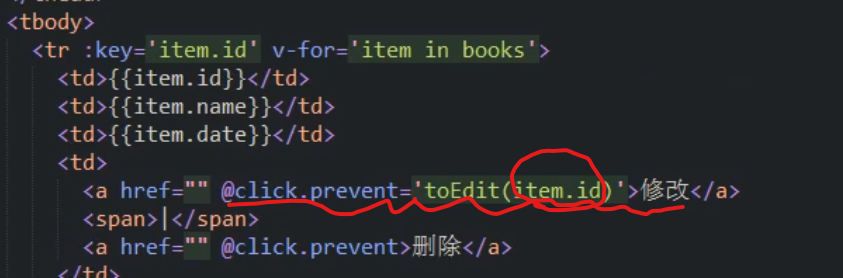 <tbody>
<tr :key='item.id' v-for='item in books'>
<td>{{item.id}}</td>
<td>{{item.name}}</td>
<td>{{item.date}}</td>
<td>
<a href="" @click.prevent='toEdit(item.id)'>修改</a>
<span>|</span>
<a href="" @click.prevent>删除</a>
</td>